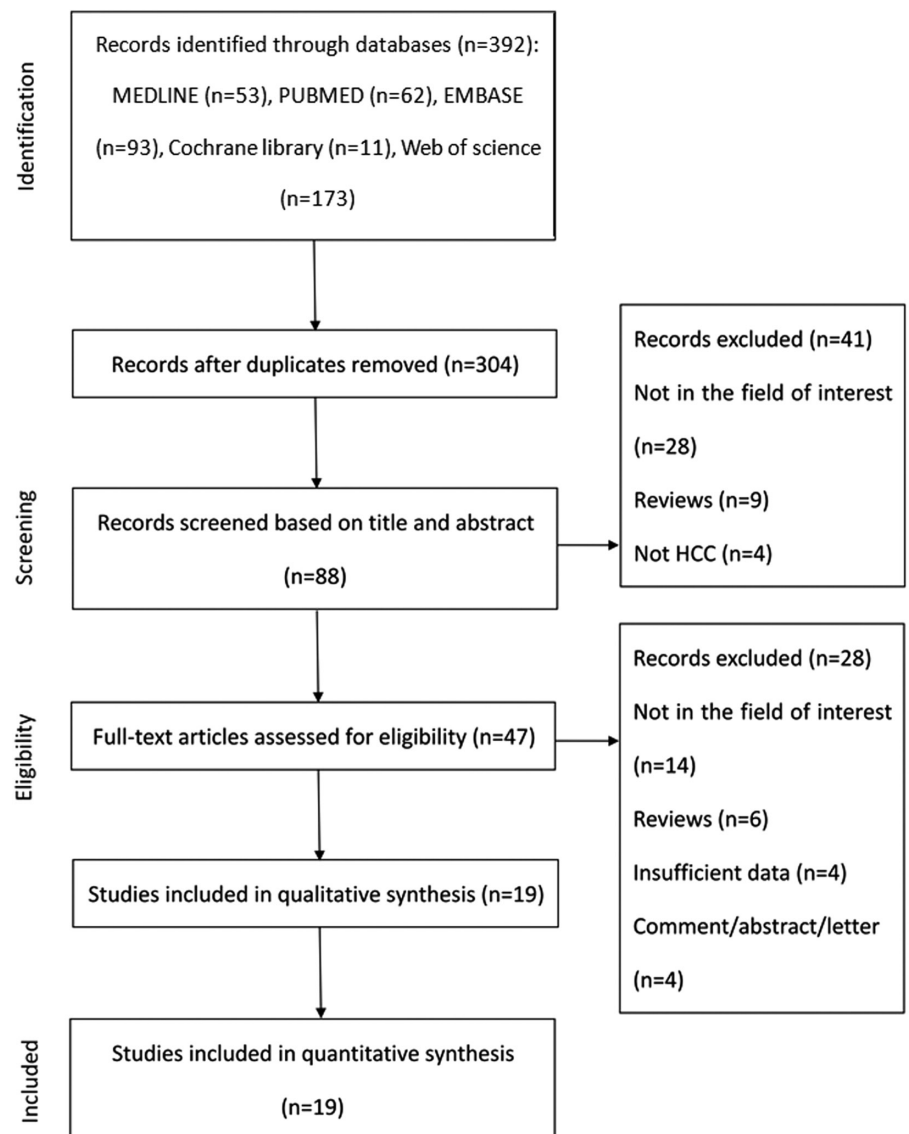 Identification
Records identified through databases (n=392):
MEDLINE (n=53), PUBMED (n=62), EMBASE
(n=93), Cochrane library (n=11), Web of science
(n=173)
Records after duplicates removed (n=304)
Screening
Records screened based on title and abstract
(n=88)
Records excluded (n=41)
Not in the field of interest
(n=28)
Reviews (n=9)
Not HCC (n=4)
Eligibility
Full-text articles assessed for eligibility (n=47)
Records excluded (n=28)
Not in the field of interest
(n=14)
Reviews (n=6)
Insufficient data (n=4)
Comment/abstract/letter
(n=4)
Studies included in qualitative synthesis (n=19)
Included
Studies included in quantitative synthesis
(n=19)